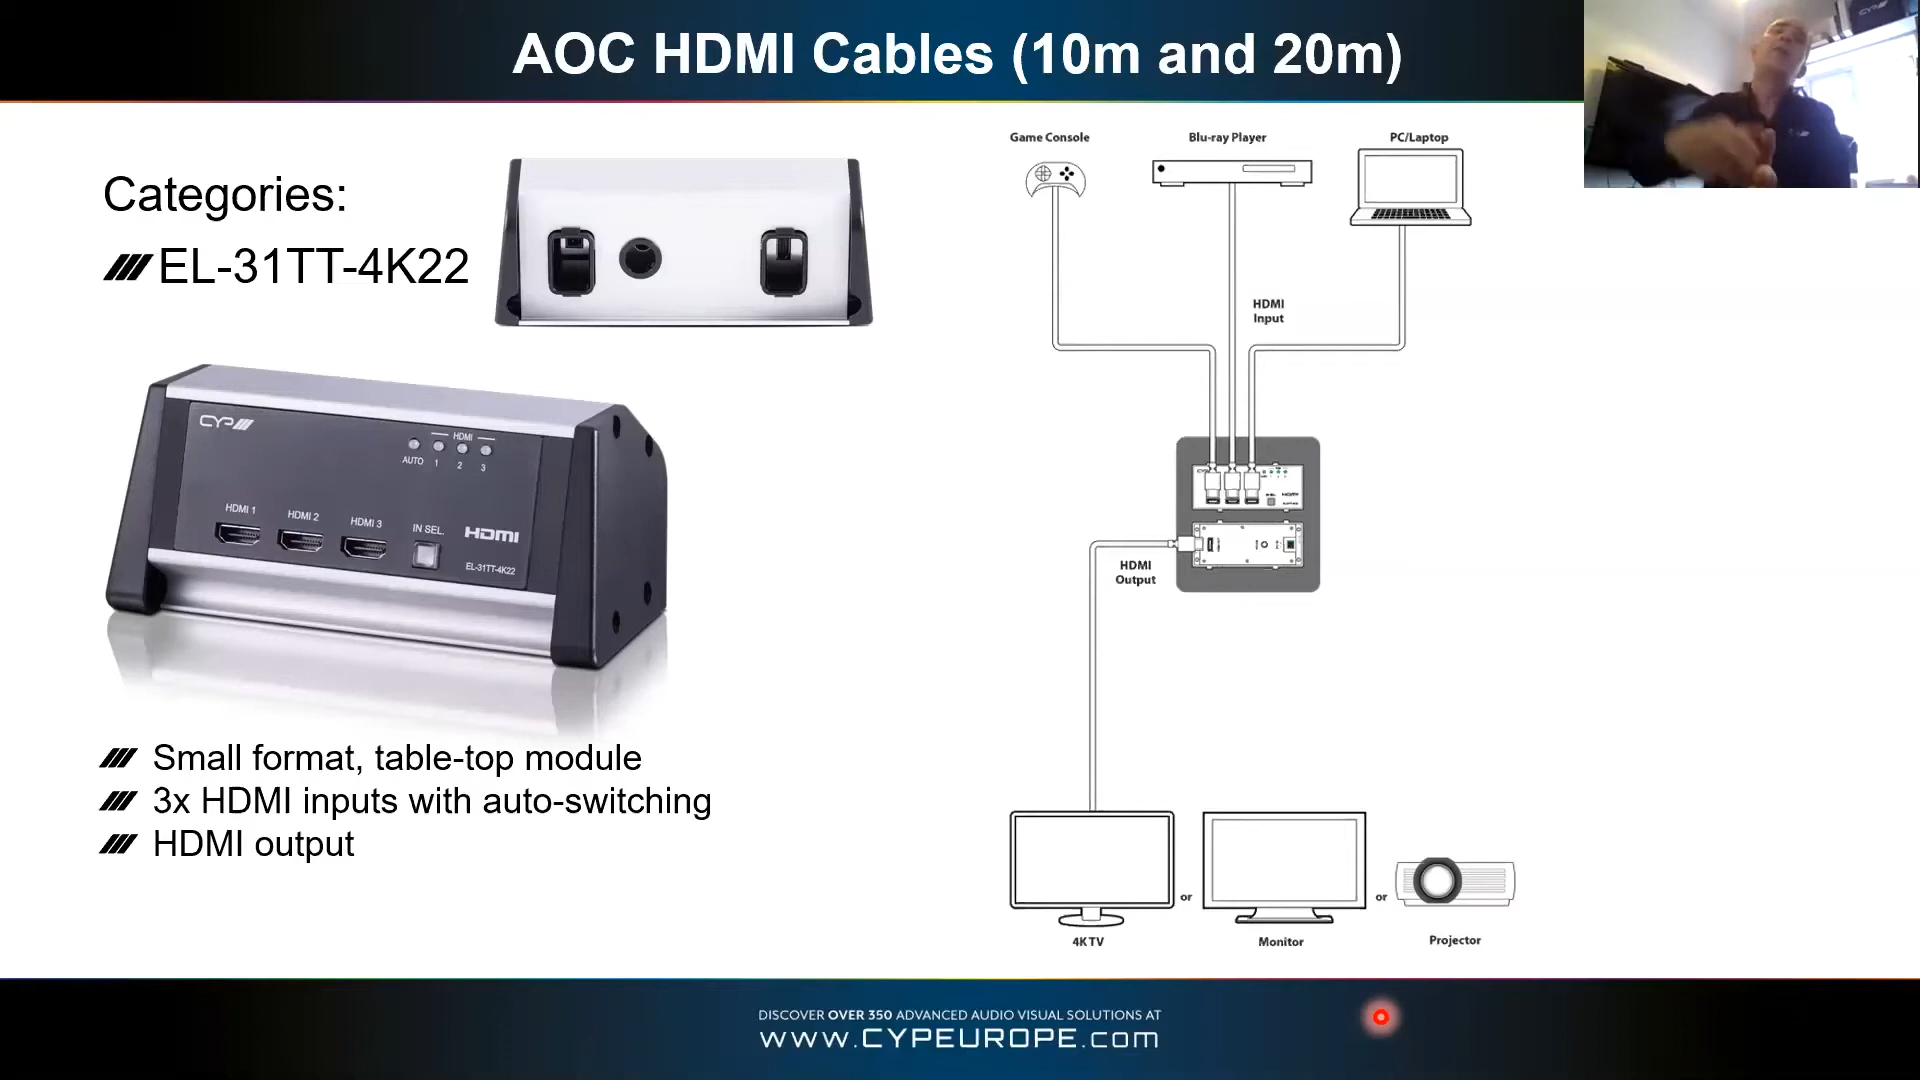 AOC HDMI Cables (10m and 20m)
Categories:
EL-31TT-4K22
CYP
HDMI
AUTO 1 2 3
HDMI 1 HDMI 2 HDMI 3 IN SEL. HDMI
EL-31TT-4K22
Small format, table-top module
3x HDMI inputs with auto-switching
HDMI output
Game Console
Blu-ray Player
PC/Laptop
HDMI
Input
HDMI
HDMI
Output
or
or
4K TV
Monitor
Projector
DISCOVER OVER 350 ADVANCED AUDIO VISUAL SOLUTIONS AT
WWW.CYPEUROPE.com